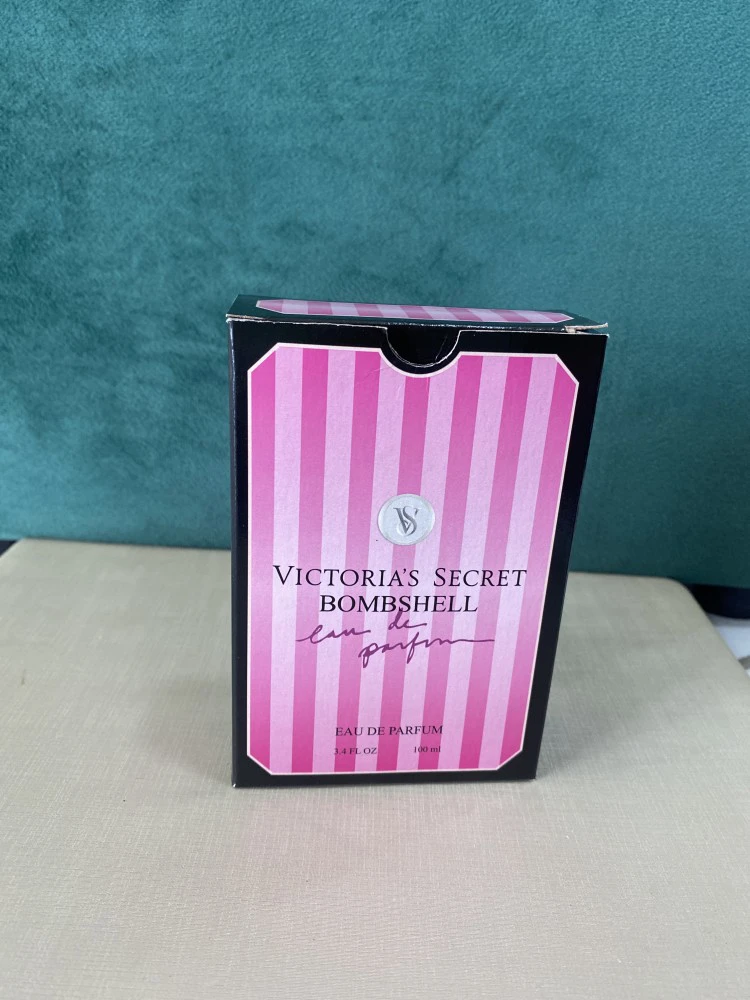 VS
VICTORIA'S SECRET
BOMBSHELL
eau de
parfum
EAU DE PARFUM
3.4 FL OZ 100 ml